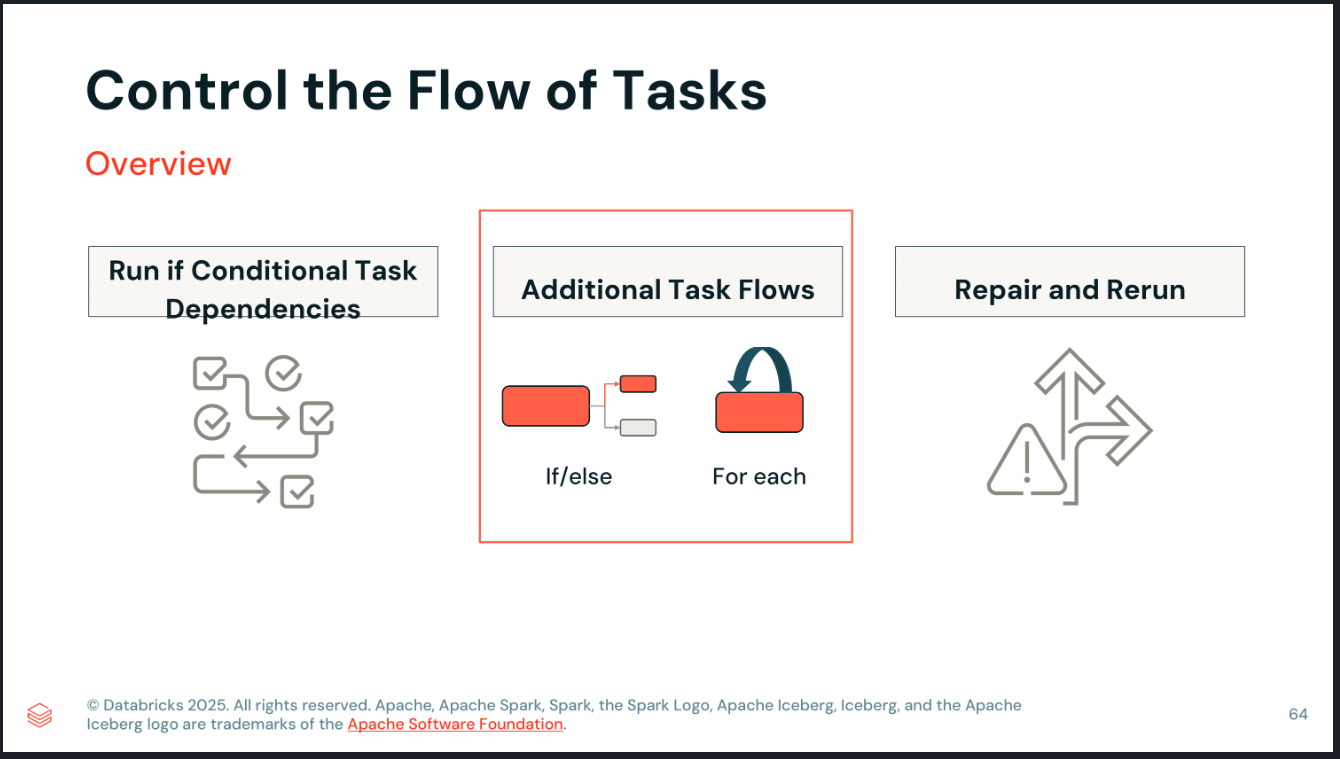 Control the Flow of Tasks
Overview
Run if Conditional Task
Dependencies
Additional Task Flows
If/else
For each
Repair and Rerun
© Databricks 2025. All rights reserved. Apache, Apache Spark, Spark, the Spark Logo, Apache Iceberg, Iceberg, and the Apache
Iceberg logo are trademarks of the Apache Software Foundation.
64